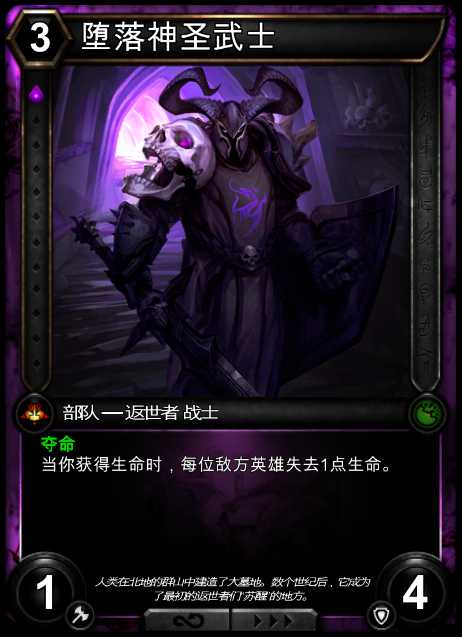 3 堕落神圣武士
部队 — 返世者 战士
夺命
当你获得生命时，每位敌方英雄失去1点生命。
人类在北地的群山中建造了大墓地。数个世纪后，它成为
了最初的返世者们“苏醒”的地方。
1 4